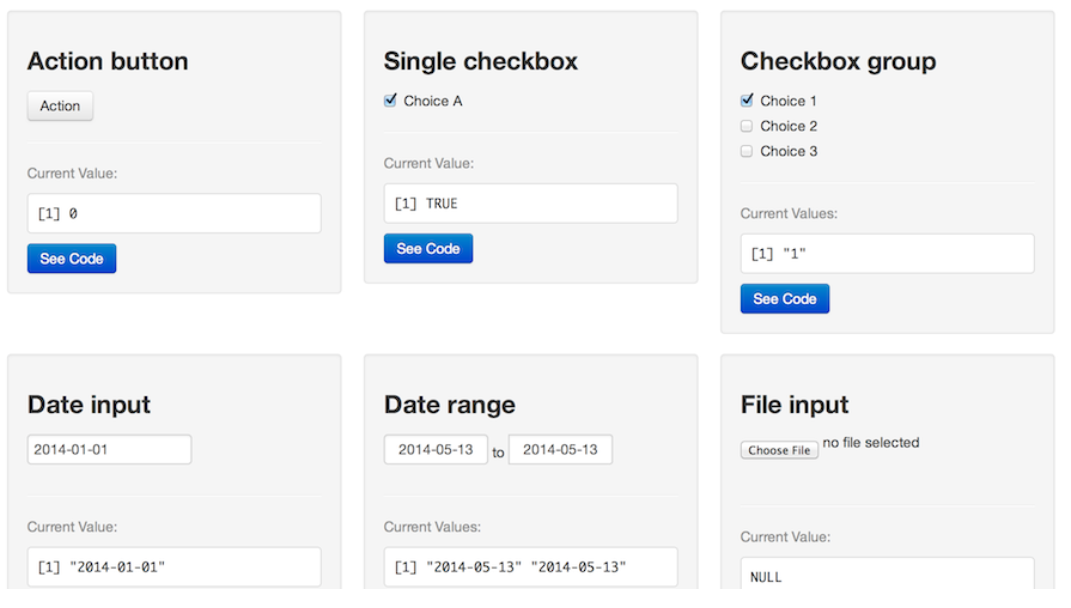 Action button
Action
Current Value:
[1] 0
See Code
Single checkbox
Choice A
Current Value:
[1] TRUE
See Code
Checkbox group
Choice 1
Choice 2
Choice 3
Current Values:
[1] "1"
See Code
Date input
2014-01-01
Current Value:
[1] "2014-01-01"
Date range
2014-05-13 to 2014-05-13
Current Values:
[1] "2014-05-13" "2014-05-13"
File input
Choose File no file selected
Current Value:
NULL